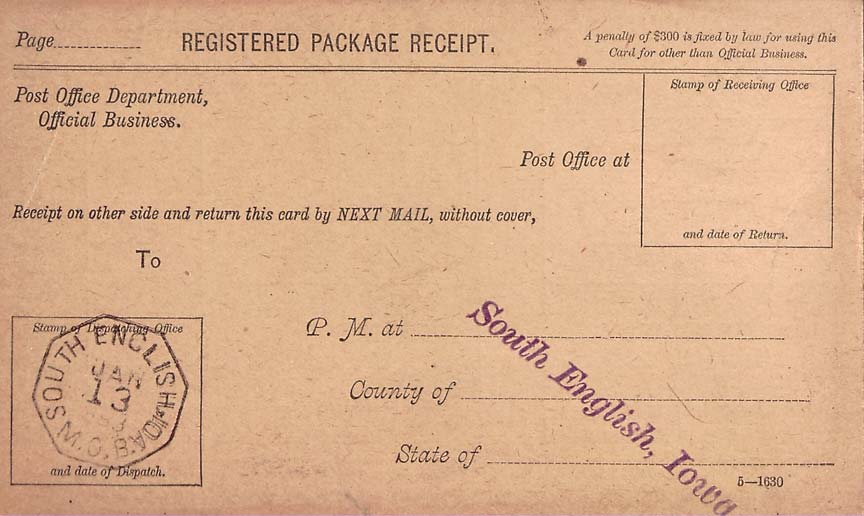 Page
REGISTERED PACKAGE RECEIPT.
A penalty of $300 is fixed by law for using this
Card for other than Official Business.
Post Office Department,
Official Business.
Stamp of Receiving Office
Post Office at
and date of Return.
Receipt on other side and return this card by NEXT MAIL, without cover,
To
Stamp of Dispatching Office
SOUTH ENGLISH, IOA.
JAN
13
M.O.B.
and date of Dispatch.
P. M. at
County of
State of
South English, Iowa
5—1630